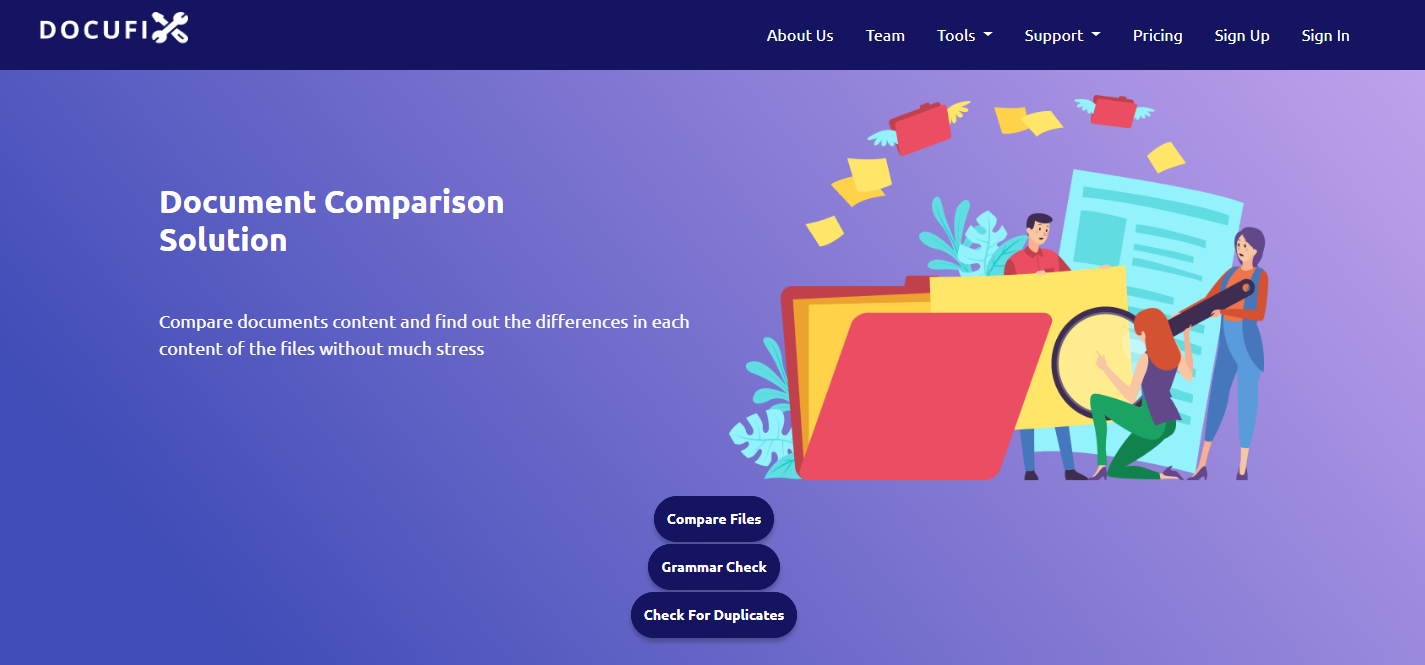 DOCUFIX
About Us Team Tools Support Pricing Sign Up Sign In
Document Comparison
Solution
Compare documents content and find out the differences in each
content of the files without much stress
Compare Files
Grammar Check
Check For Duplicates